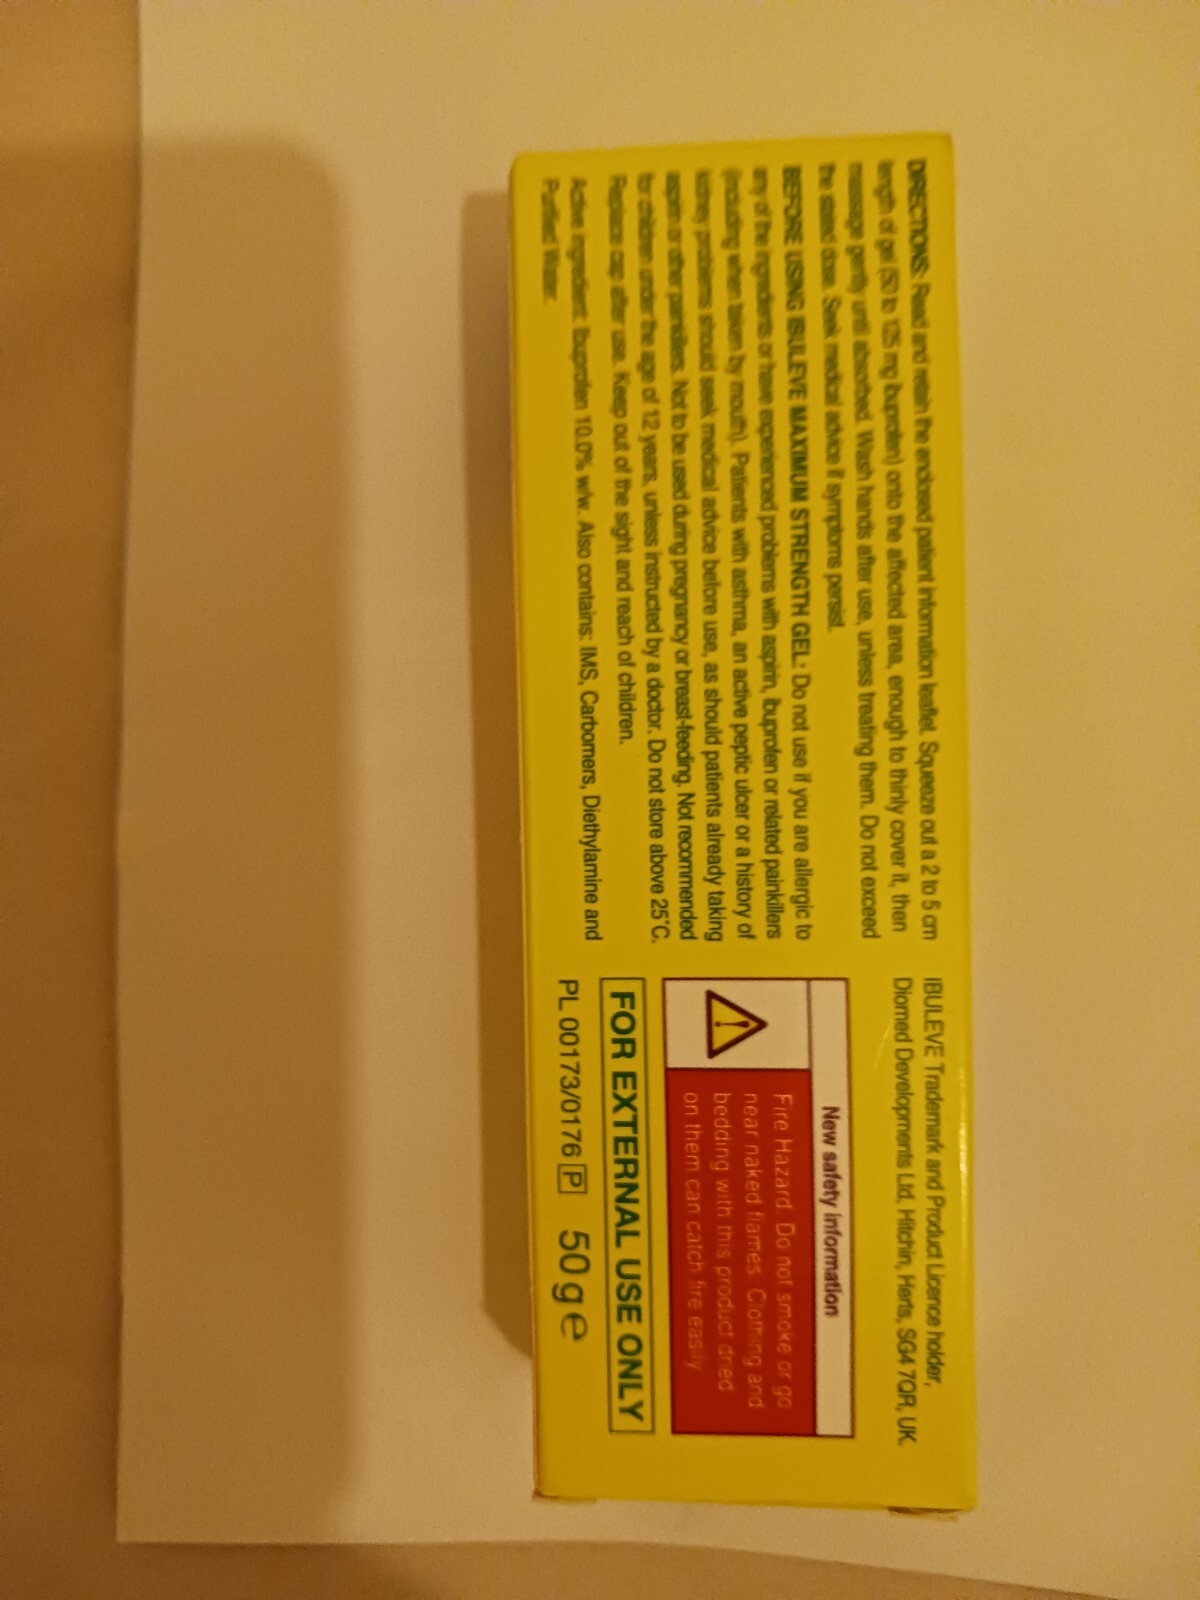 DIRECTIONS: Read and retain the enclosed patient information leaflet. Squeeze out a 2 to 5 cm
length of gel (50 to 125 mg ibuprofen) onto the affected area, enough to thinly cover it, then
massage gently until absorbed. Wash hands after use, unless treating them. Do not exceed
the stated dose. Seek medical advice if symptoms persist.
BEFORE USING IBULEVE MAXIMUM STRENGTH GEL: Do not use if you are allergic to
any of the ingredients or have experienced problems with aspirin, ibuprofen or related painkillers
(including when taken by mouth). Patients with asthma, an active peptic ulcer or a history of
kidney problems should seek medical advice before use, as should patients already taking
aspirin or other painkillers. Not to be used during pregnancy or breast-feeding. Not recommended
for children under the age of 12 years, unless instructed by a doctor. Do not store above 25°C.
Replace cap after use. Keep out of the sight and reach of children.
Active ingredient: Ibuprofen 10.0% w/w. Also contains: IMS, Carbomers, Diethylamine and
Purified Water.
IBULEVE Trademark and Product Licence holder,
Diomed Developments Ltd, Hitchin, Herts, SG4 7QR, UK.
New safety information
Fire Hazard. Do not smoke or go
near naked flames. Clothing and
bedding with this product dried
on them can catch fire easily
FOR EXTERNAL USE ONLY
PL 00173/0176 P 50 g e